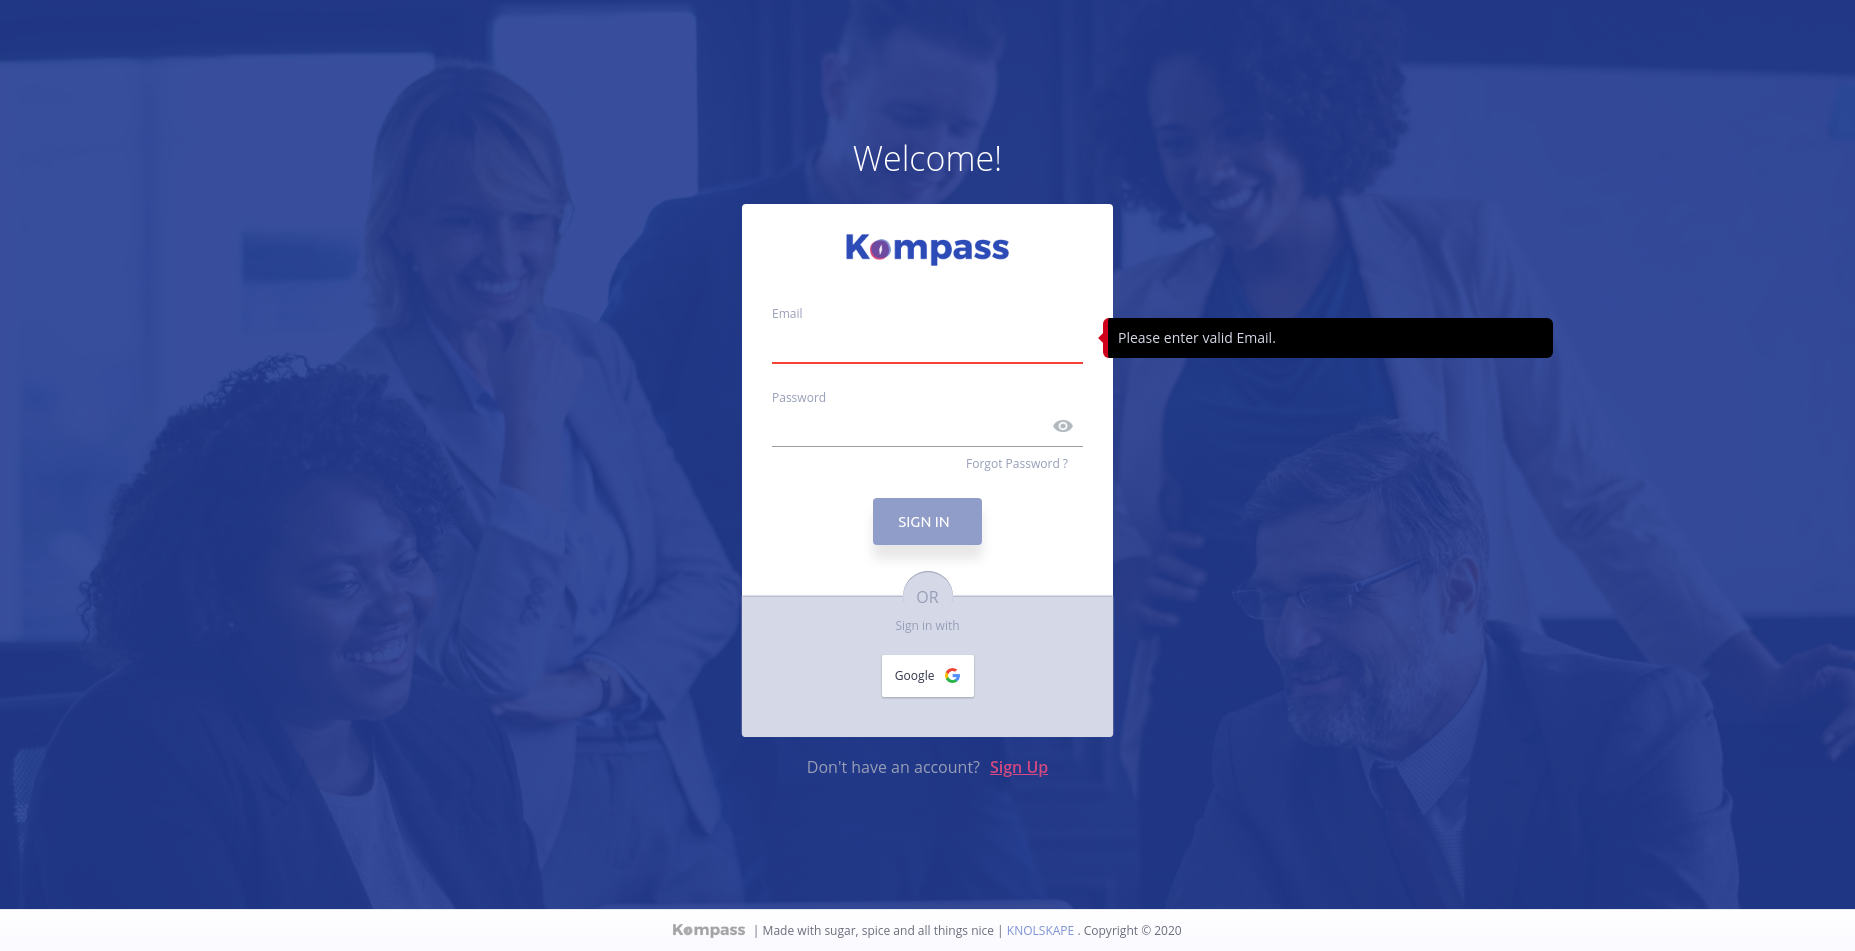 Welcome!
Kompass
Email
Please enter valid Email.
Password
Forgot Password ?
SIGN IN
OR
Sign in with
Google
Don't have an account? Sign Up
Kompass | Made with sugar, spice and all things nice | KNOLSKAPE . Copyright © 2020